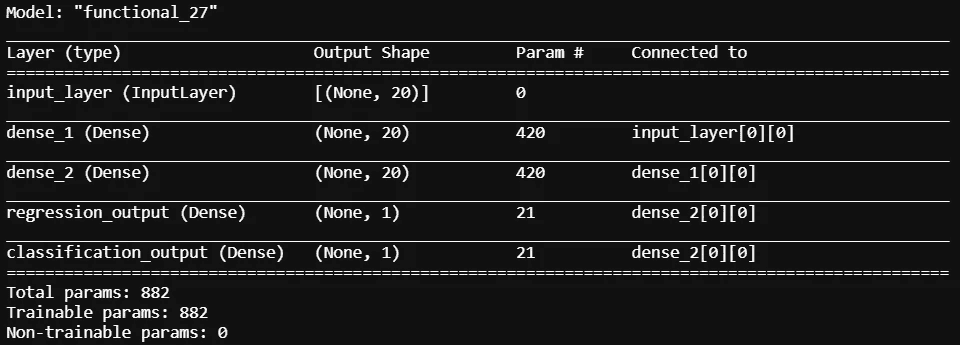 Model: "functional_27"
Layer (type) Output Shape Param # Connected to
input_layer (InputLayer) [(None, 20)] 0
dense_1 (Dense) (None, 20) 420 input_layer[0][0]
dense_2 (Dense) (None, 20) 420 dense_1[0][0]
regression_output (Dense) (None, 1) 21 dense_2[0][0]
classification_output (Dense) (None, 1) 21 dense_2[0][0]
Total params: 882
Trainable params: 882
Non-trainable params: 0